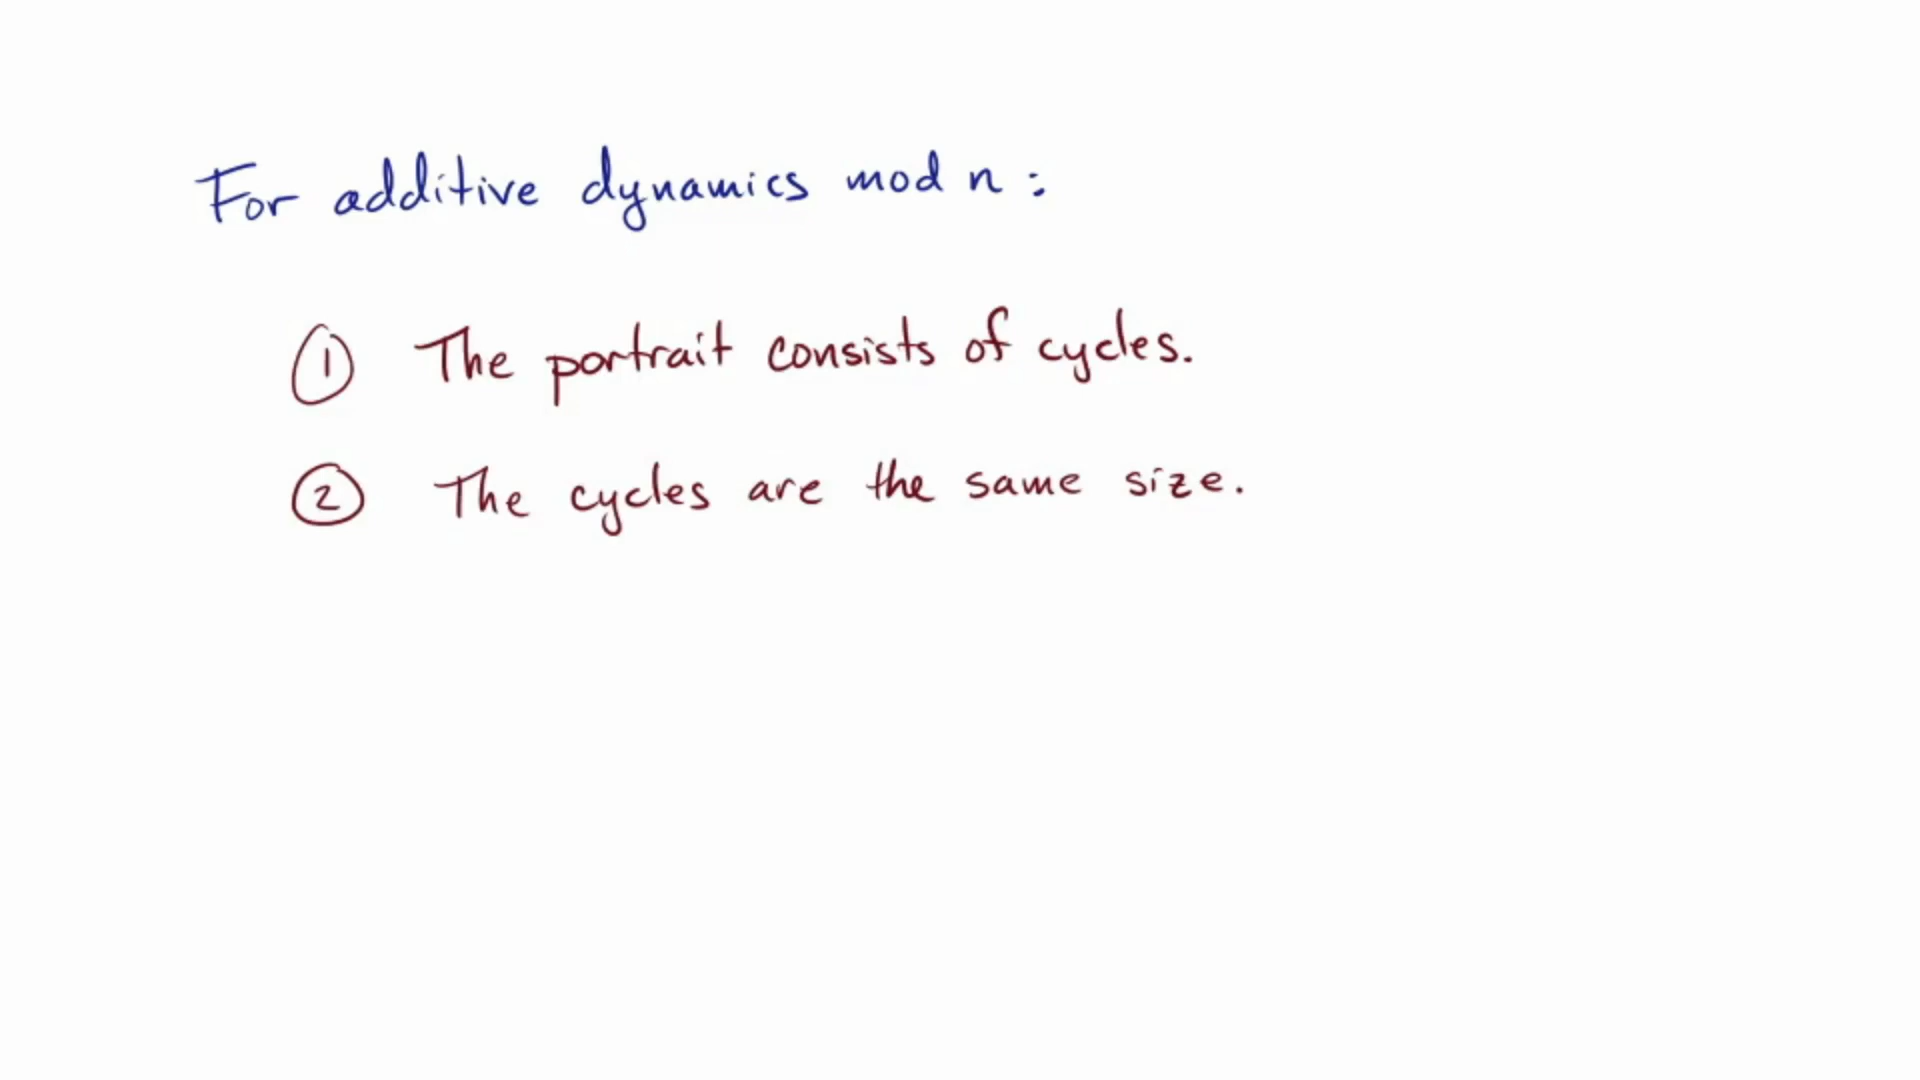 For additive dynamics mod n:
① The portrait consists of cycles.
② The cycles are the same size.